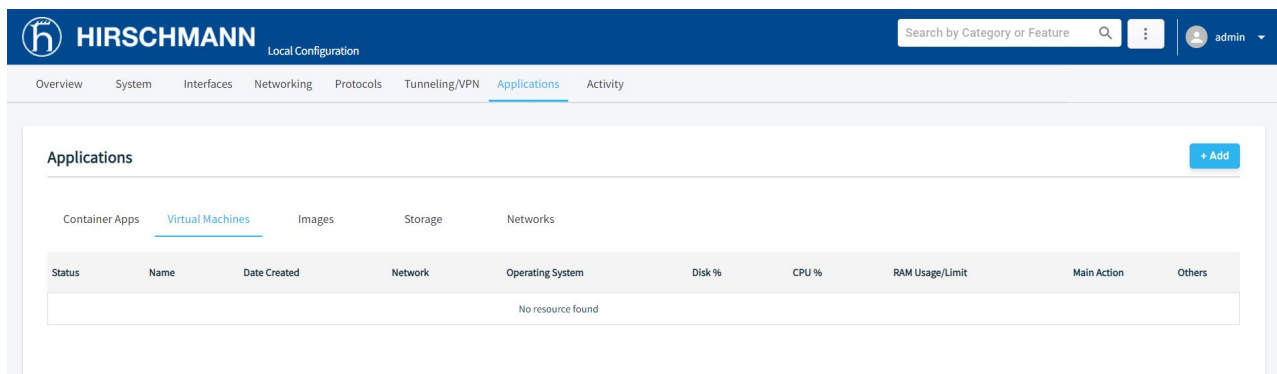 HIRSCHMANN Local Configuration Search by Category or Feature admin
Overview System Interfaces Networking Protocols Tunneling/VPN Applications Activity
Applications + Add
Container Apps Virtual Machines Images Storage Networks
Status Name Date Created Network Operating System Disk % CPU % RAM Usage/Limit Main Action Others
No resource found